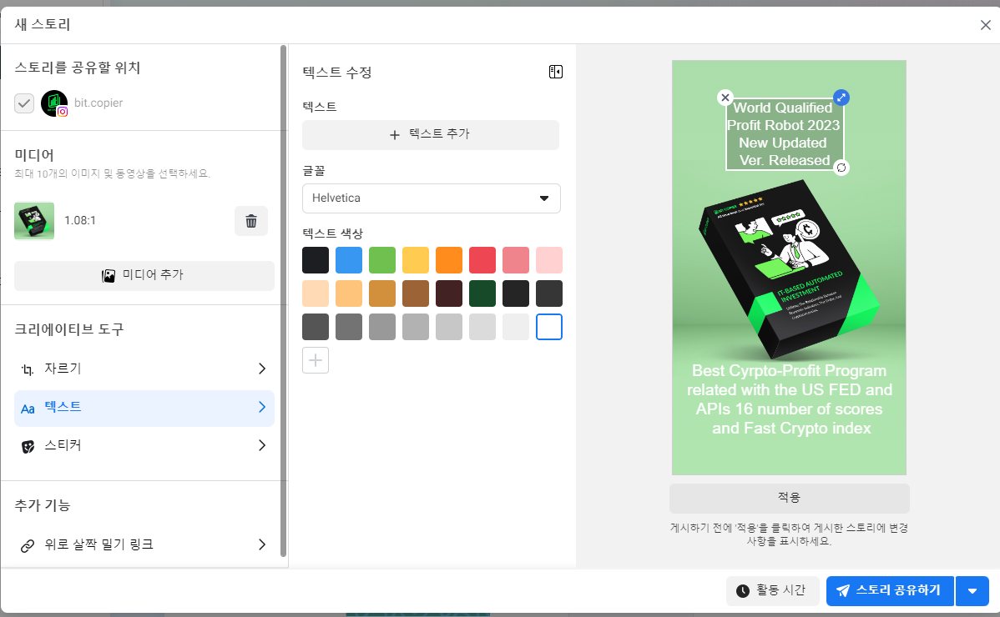 새 스토리
스토리를 공유할 위치
bit.copier
미디어
최대 10개의 이미지 및 동영상을 선택하세요.
1.08:1
미디어 추가
크리에이티브 도구
자르기
Aa 텍스트
스티커
추가 기능
위로 살짝 밀기 링크
텍스트 수정
텍스트
+ 텍스트 추가
글꼴
Helvetica
텍스트 색상
World Qualified
Profit Robot 2023
New Updated
Ver. Released
BIT COPIER
IT-BASED AUTOMATED
INVESTMENT
Best Cyrpto-Profit Program
related with the US FED and
APIs 16 number of scores
and Fast Crypto index
적용
게시하기 전에 '적용'을 클릭하여 게시한 스토리에 변경
사항을 표시하세요.
활동 시간
스토리 공유하기